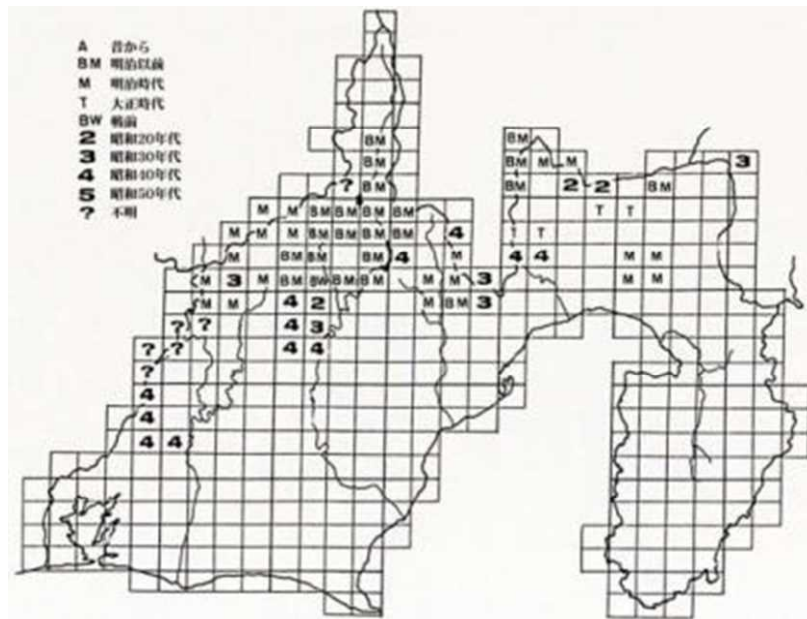 A 昔から
BM 明治以前
M 明治時代
T 大正時代
BW 戦前
2 昭和20年代
3 昭和30年代
4 昭和40年代
5 昭和50年代
? 不明
BM BM
BM BM M M 3
? BM BM 2 2 BM
M M BM BM BM BM T T
M M M BM BM BM BM 4 T T
M BM BM BM 4 M 4 4 M M
M 3 M BM BW BM BM M M 3 M M
M M 4 2 M BM 3
? ? 4 3
? ? 4 4
?
4
4
4 4